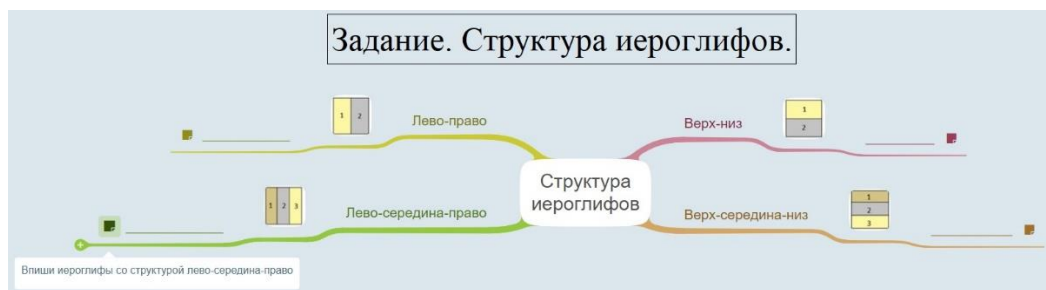 Задание. Структура иероглифов.
1 2
Лево-право
Верх-низ
1
2
Структура
иероглифов
1 2 3
Лево-середина-право
Верх-середина-низ
1
2
3
Впиши иероглифы со структурой лево-середина-право